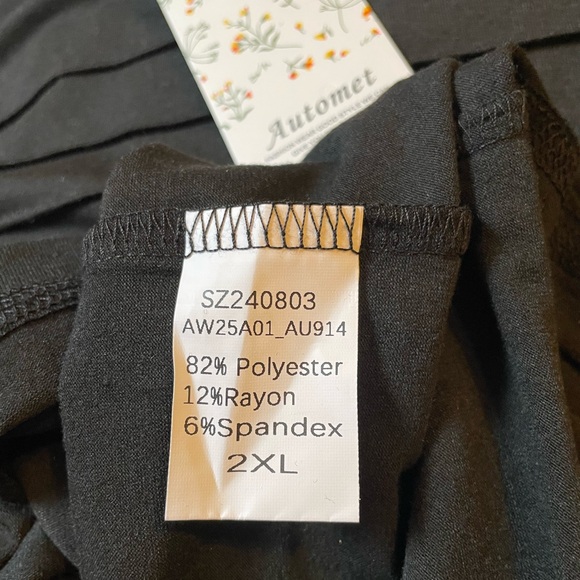 Automet
SZ240803
AW25A01_AU914
82% Polyester
12%Rayon
6%Spandex
2XL